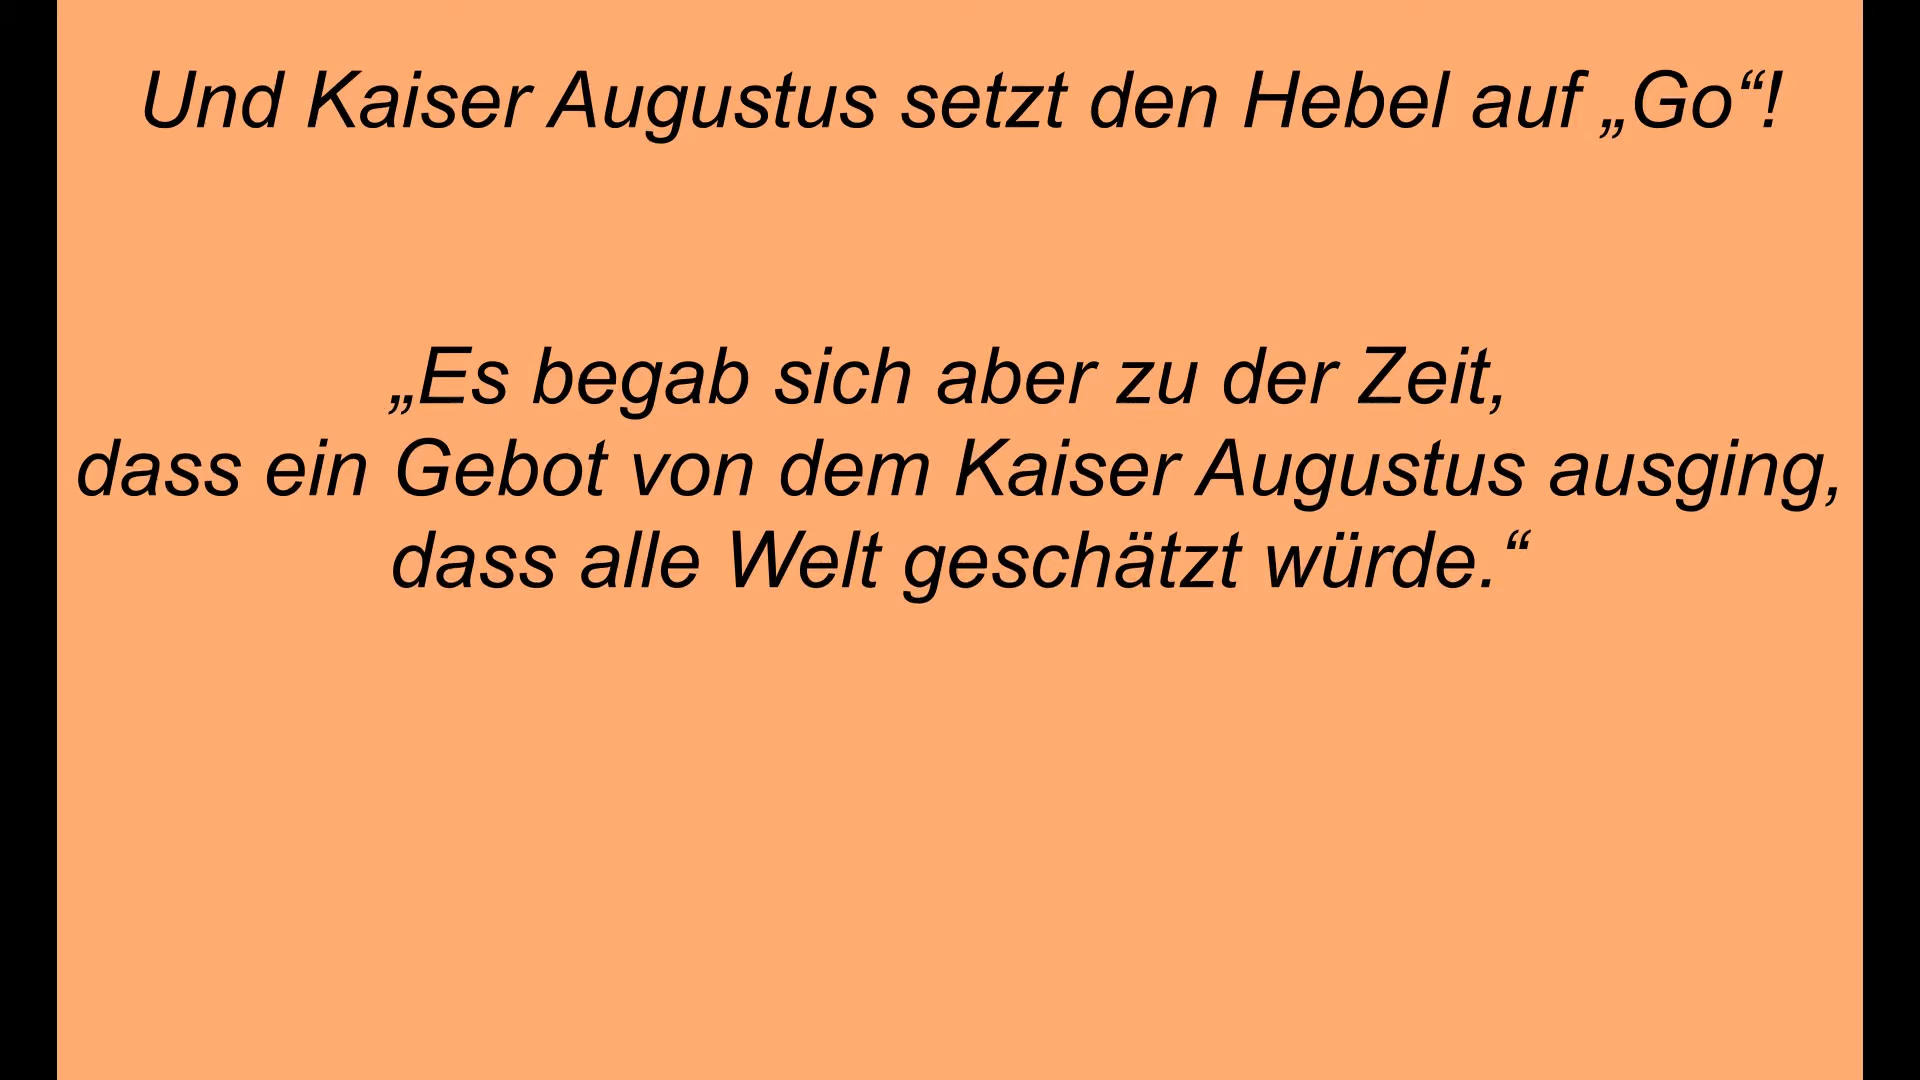 Und Kaiser Augustus setzt den Hebel auf „Go“!
„Es begab sich aber zu der Zeit,
dass ein Gebot von dem Kaiser Augustus ausging,
dass alle Welt geschätzt würde.“